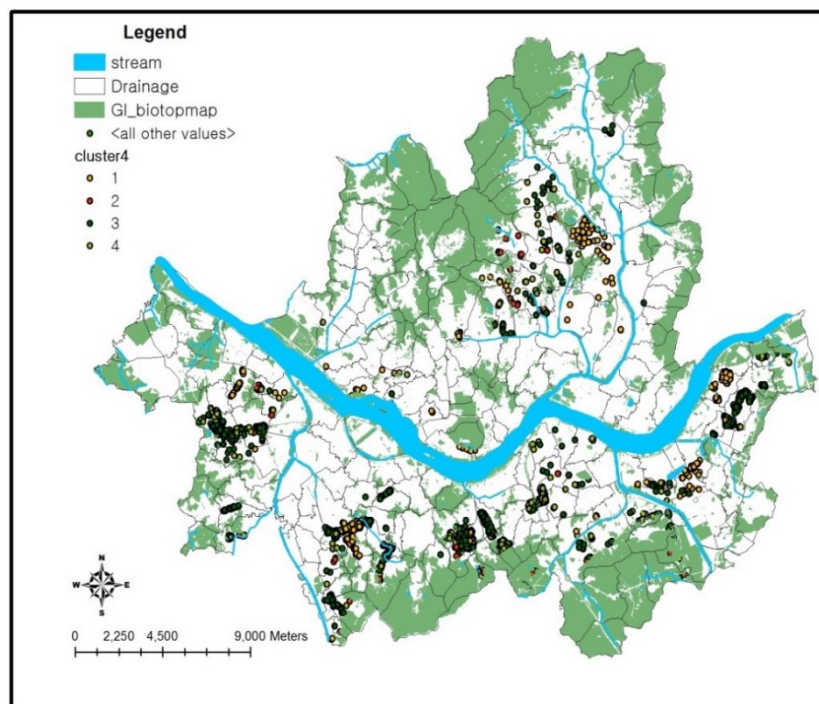 Legend
stream
Drainage
GI_biotopmap
<all other values>
cluster4
1
2
3
4
N
W E
S
0 2,250 4,500 9,000 Meters